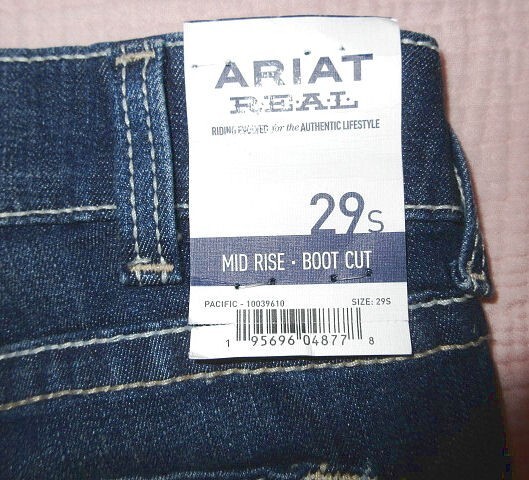 ARIAT
REAL
RIDING EVOLVED for the AUTHENTIC LIFESTYLE
29S
MID RISE · BOOT CUT
PACIFIC - 10039610 SIZE: 29S
1 95696 04877 8